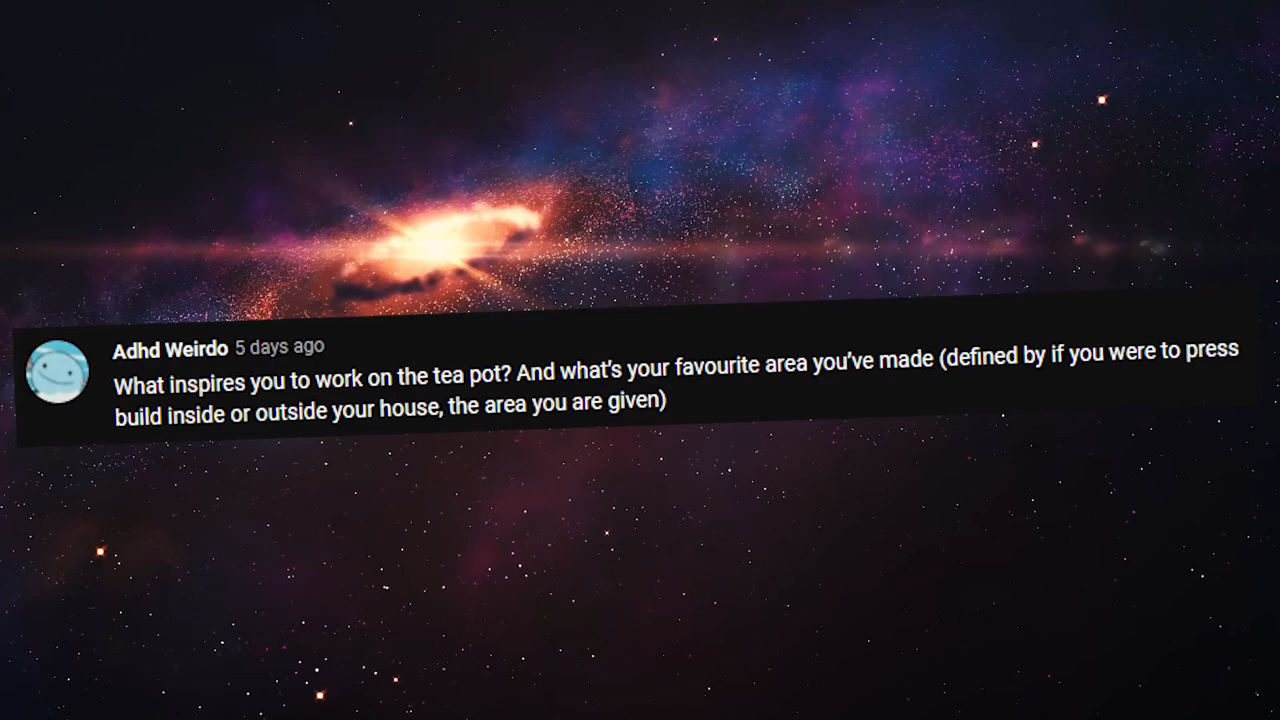 Adhd Weirdo 5 days ago
What inspires you to work on the tea pot? And what's your favourite area you've made (defined by if you were to press
build inside or outside your house, the area you are given)